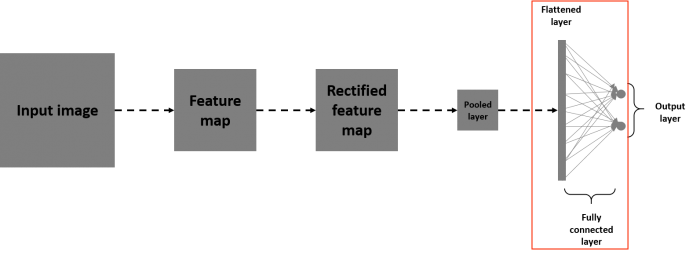 Flattened
layer
Input image
Feature
map
Rectified
feature
map
Pooled
layer
Output
layer
Fully
connected
layer